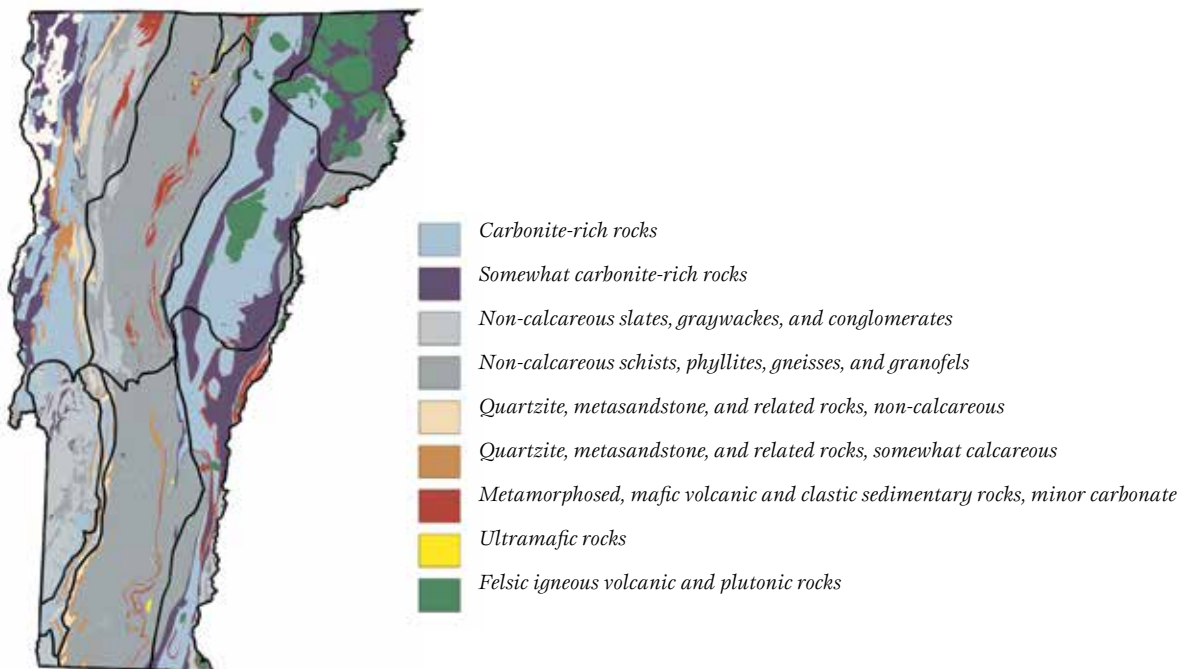 Carbonite-rich rocks
Somewhat carbonite-rich rocks
Non-calcareous slates, graywackes, and conglomerates
Non-calcareous schists, phyllites, gneisses, and granofels
Quartzite, metasandstone, and related rocks, non-calcareous
Quartzite, metasandstone, and related rocks, somewhat calcareous
Metamorphosed, mafic volcanic and clastic sedimentary rocks, minor carbonate
Ultramafic rocks
Felsic igneous volcanic and plutonic rocks